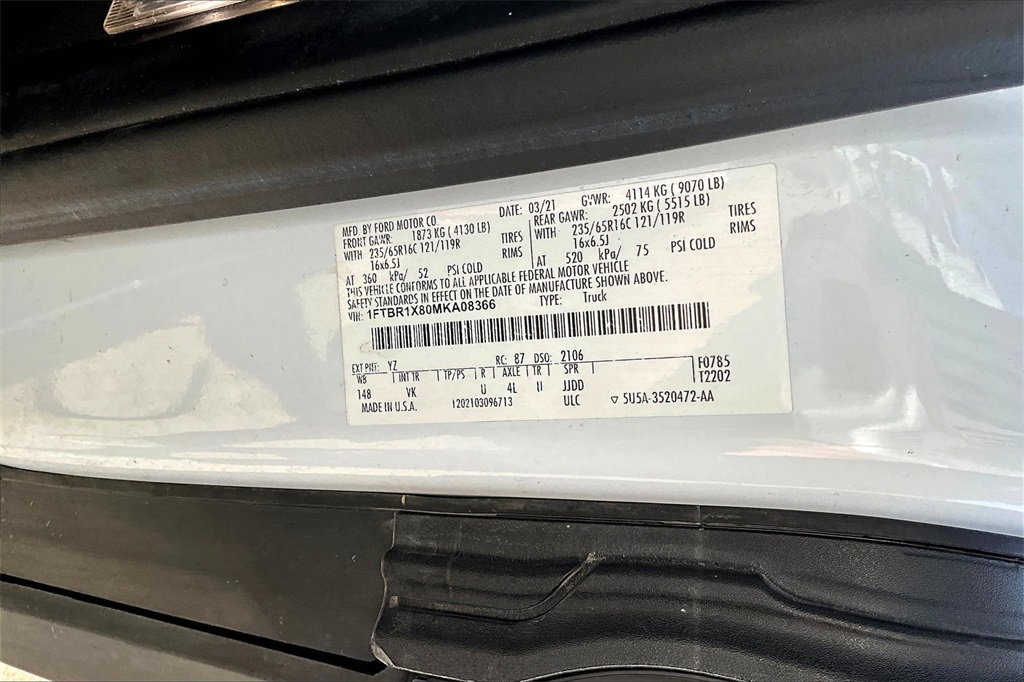 MFD. BY FORD MOTOR CO. DATE: 03/21 GVWR: 4114 KG ( 9070 LB)
FRONT GAWR: 1873 KG ( 4130 LB) REAR GAWR: 2502 KG ( 5515 LB)
WITH 235/65R16C 121/119R TIRES WITH 235/65R16C 121/119R TIRES
16x6.5J RIMS 16x6.5J RIMS
AT 360 kPa/ 52 PSI COLD AT 520 kPa/ 75 PSI COLD
THIS VEHICLE CONFORMS TO ALL APPLICABLE FEDERAL MOTOR VEHICLE
SAFETY STANDARDS IN EFFECT ON THE DATE OF MANUFACTURE SHOWN ABOVE.
VIN: 1FTBR1X80MKA08366 TYPE: Truck
EXT PNT: YZ RC: 87 DSO: 2106 F0785
WB INT TR TP/PS R AXLE TR SPR T2202
148 VK U 4L II JJDD
MADE IN U.S.A. 1202103096713 ULC ▽ 5U5A-3520472-AA